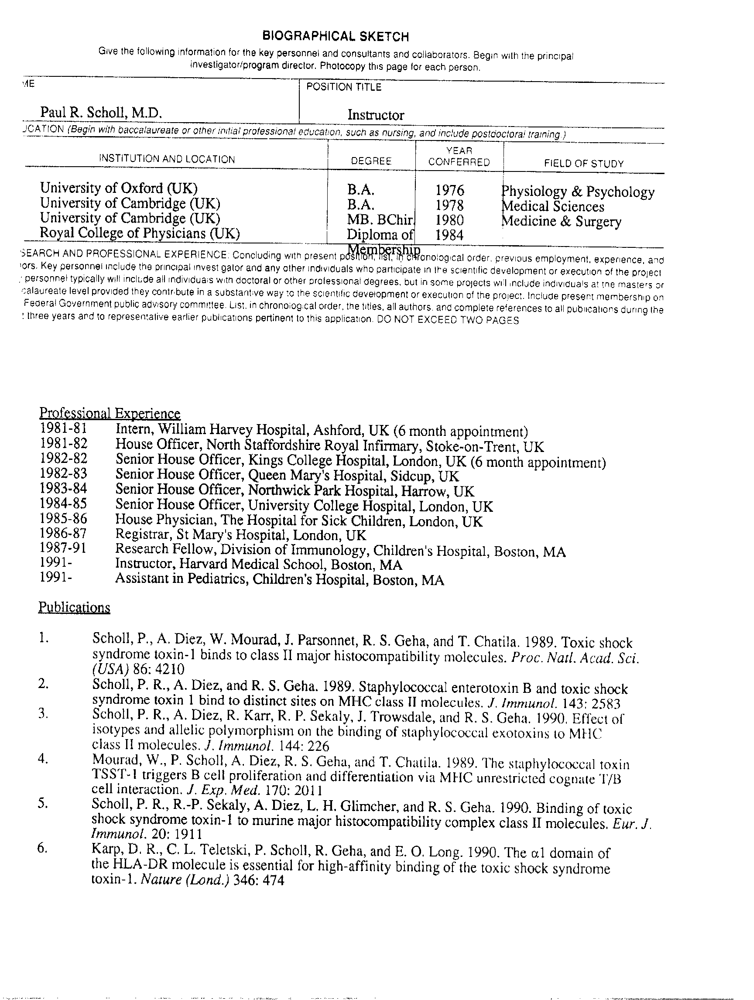 BIOGRAPHICAL SKETCH
Give the following information for the key personnel and consultants and collaborators. Begin with the principal
investigator/program director. Photocopy this page for each person.
ME
POSITION TITLE
Paul R. Scholl, M.D.
Instructor
UCATION (Begin with baccalaureate or other initial professional education, such as nursing, and include postdoctoral training.)
INSTITUTION AND LOCATION
DEGREE
YEAR
CONFERRED
FIELD OF STUDY
University of Oxford (UK) B.A. 1976 Physiology & Psychology
University of Cambridge (UK) B.A. 1978 Medical Sciences
University of Cambridge (UK) MB. BChir 1980 Medicine & Surgery
Royal College of Physicians (UK) Diploma of 1984
Membership
SEARCH AND PROFESSIONAL EXPERIENCE: Concluding with present position, list, in chronological order, previous employment, experience, and
ors. Key personnel include the principal investigator and any other individuals who participate in the scientific development or execution of the project
personnel typically will include all individuals with doctoral or other professional degrees, but in some projects will include individuals at the masters or
calaureate level provided they contribute in a substantive way to the scientific development or execution of the project. Include present membership on
Federal Government public advisory committee. List, in chronological order, the titles, all authors, and complete references to all publications during the
t three years and to representative earlier publications pertinent to this application. DO NOT EXCEED TWO PAGES
Professional Experience
1981-81 Intern, William Harvey Hospital, Ashford, UK (6 month appointment)
1981-82 House Officer, North Staffordshire Royal Infirmary, Stoke-on-Trent, UK
1982-82 Senior House Officer, Kings College Hospital, London, UK (6 month appointment)
1982-83 Senior House Officer, Queen Mary's Hospital, Sidcup, UK
1983-84 Senior House Officer, Northwick Park Hospital, Harrow, UK
1984-85 Senior House Officer, University College Hospital, London, UK
1985-86 House Physician, The Hospital for Sick Children, London, UK
1986-87 Registrar, St Mary's Hospital, London, UK
1987-91 Research Fellow, Division of Immunology, Children's Hospital, Boston, MA
1991- Instructor, Harvard Medical School, Boston, MA
1991- Assistant in Pediatrics, Children's Hospital, Boston, MA
Publications
1. Scholl, P., A. Diez, W. Mourad, J. Parsonnet, R. S. Geha, and T. Chatila. 1989. Toxic shock
syndrome toxin-1 binds to class II major histocompatibility molecules. Proc. Natl. Acad. Sci.
(USA) 86: 4210
2. Scholl, P. R., A. Diez, and R. S. Geha. 1989. Staphylococcal enterotoxin B and toxic shock
syndrome toxin 1 bind to distinct sites on MHC class II molecules. J. Immunol. 143: 2583
3. Scholl, P. R., A. Diez, R. Karr, R. P. Sekaly, J. Trowsdale, and R. S. Geha. 1990. Effect of
isotypes and allelic polymorphism on the binding of staphylococcal exotoxins to MHC
class II molecules. J. Immunol. 144: 226
4. Mourad, W., P. Scholl, A. Diez, R. S. Geha, and T. Chatila. 1989. The staphylococcal toxin
TSST-1 triggers B cell proliferation and differentiation via MHC unrestricted cognate T/B
cell interaction. J. Exp. Med. 170: 2011
5. Scholl, P. R., R.-P. Sekaly, A. Diez, L. H. Glimcher, and R. S. Geha. 1990. Binding of toxic
shock syndrome toxin-1 to murine major histocompatibility complex class II molecules. Eur. J.
Immunol. 20: 1911
6. Karp, D. R., C. L. Teletski, P. Scholl, R. Geha, and E. O. Long. 1990. The α1 domain of
the HLA-DR molecule is essential for high-affinity binding of the toxic shock syndrome
toxin-1. Nature (Lond.) 346: 474